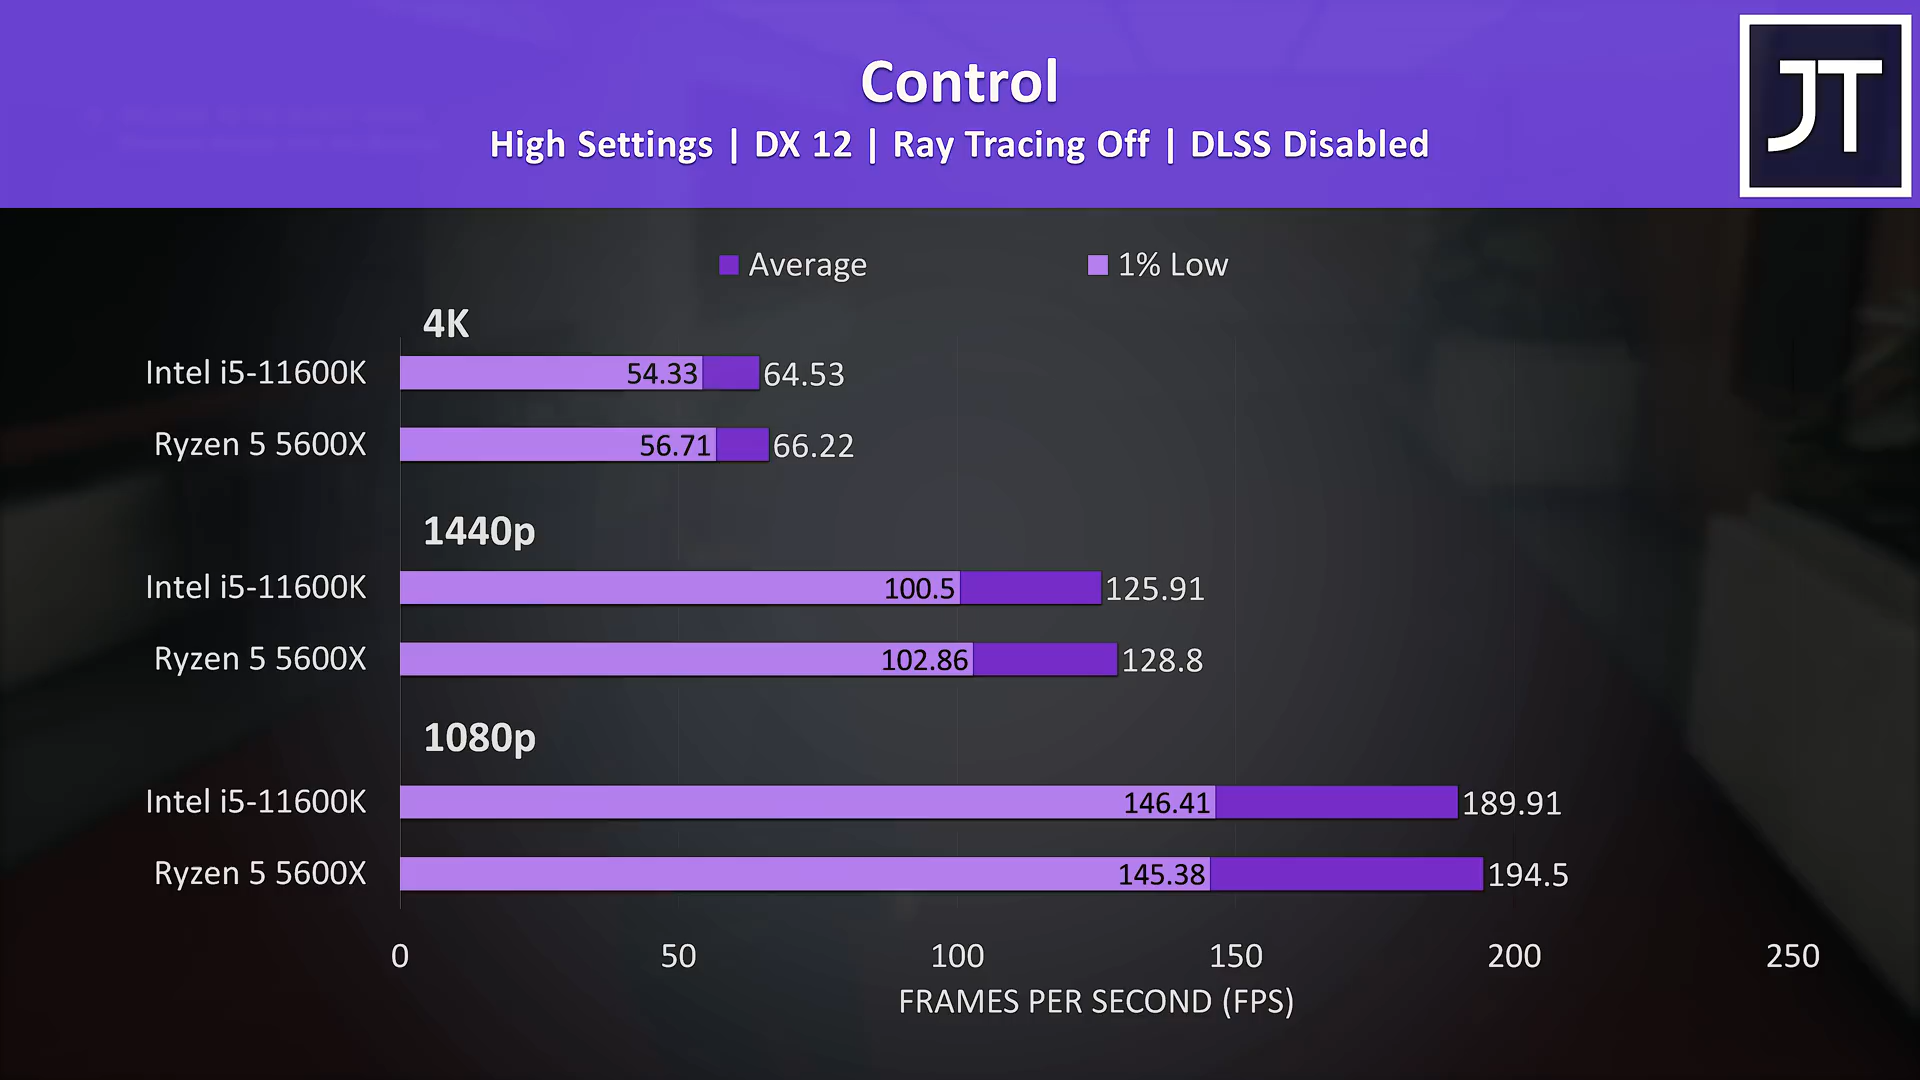 Control
High Settings | DX 12 | Ray Tracing Off | DLSS Disabled
JT
Average 1% Low
4K
Intel i5-11600K 54.33 64.53
Ryzen 5 5600X 56.71 66.22
1440p
Intel i5-11600K 100.5 125.91
Ryzen 5 5600X 102.86 128.8
1080p
Intel i5-11600K 146.41 189.91
Ryzen 5 5600X 145.38 194.5
0 50 100 150 200 250
FRAMES PER SECOND (FPS)